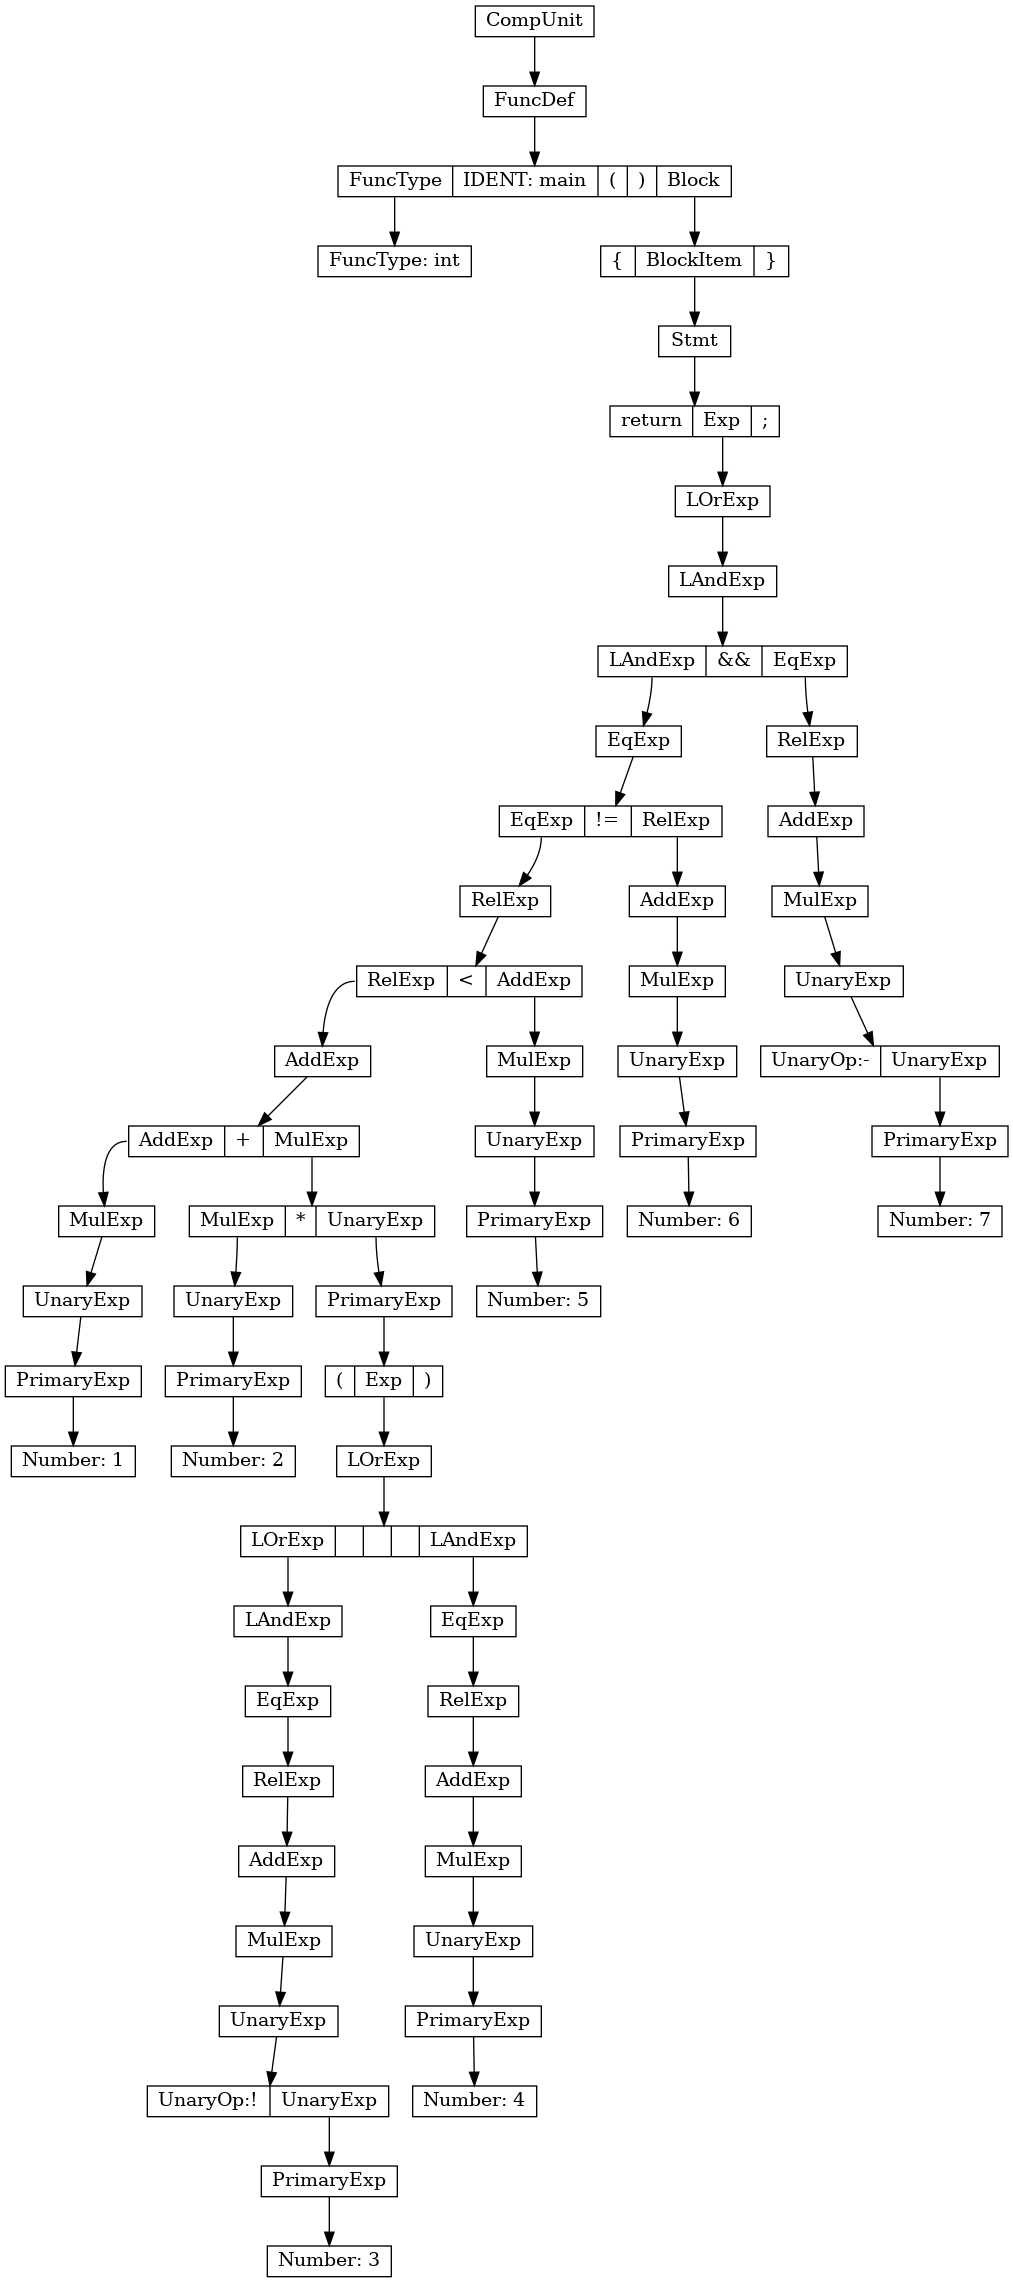 CompUnit
FuncDef
FuncType IDENT: main ( ) Block
FuncType: int { BlockItem }
Stmt
return Exp ;
LOrExp
LAndExp
LAndExp && EqExp
EqExp RelExp
EqExp != RelExp AddExp
RelExp AddExp MulExp
RelExp < AddExp MulExp UnaryExp
AddExp MulExp UnaryExp UnaryOp:- UnaryExp
AddExp + MulExp UnaryExp PrimaryExp PrimaryExp
MulExp MulExp * UnaryExp PrimaryExp Number: 6 Number: 7
UnaryExp UnaryExp PrimaryExp Number: 5
PrimaryExp PrimaryExp ( Exp )
Number: 1 Number: 2 LOrExp
LOrExp LAndExp
LAndExp EqExp
EqExp RelExp
RelExp AddExp
AddExp MulExp
MulExp UnaryExp
UnaryExp PrimaryExp
UnaryOp:! UnaryExp Number: 4
PrimaryExp
Number: 3